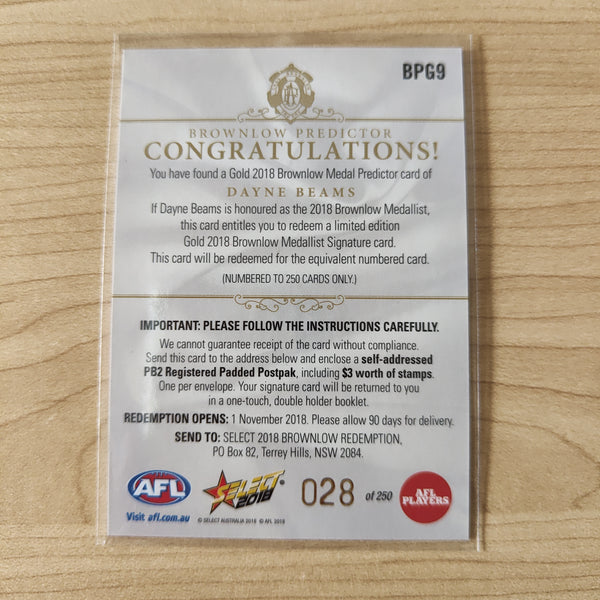 BPG9
BROWNLOW PREDICTOR
CONGRATULATIONS!
You have found a Gold 2018 Brownlow Medal Predictor card of
DAYNE BEAMS
If Dayne Beams is honoured as the 2018 Brownlow Medallist,
this card entitles you to redeem a limited edition
Gold 2018 Brownlow Medallist Signature card.
This card will be redeemed for the equivalent numbered card.
(NUMBERED TO 250 CARDS ONLY.)
IMPORTANT: PLEASE FOLLOW THE INSTRUCTIONS CAREFULLY.
We cannot guarantee receipt of the card without compliance.
Send this card to the address below and enclose a self-addressed
PB2 Registered Padded Postpak, including $3 worth of stamps.
One per envelope. Your signature card will be returned to you
in a one-touch, double holder booklet.
REDEMPTION OPENS: 1 November 2018. Please allow 90 days for delivery.
SEND TO: SELECT 2018 BROWNLOW REDEMPTION,
PO Box 82, Terrey Hills, NSW 2084.
AFL
SELECT 2018 ®
028 of 250
AFL PLAYERS
Visit afl.com.au
© SELECT AUSTRALIA 2018 © AFL 2018